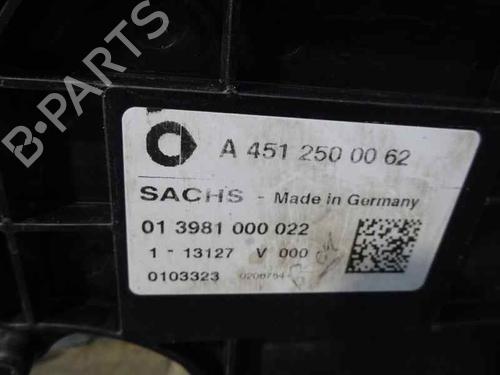 B-PARTS
A 451 250 00 62
SACHS - Made in Germany
01 3981 000 022
1 - 13127 V 000
0103323